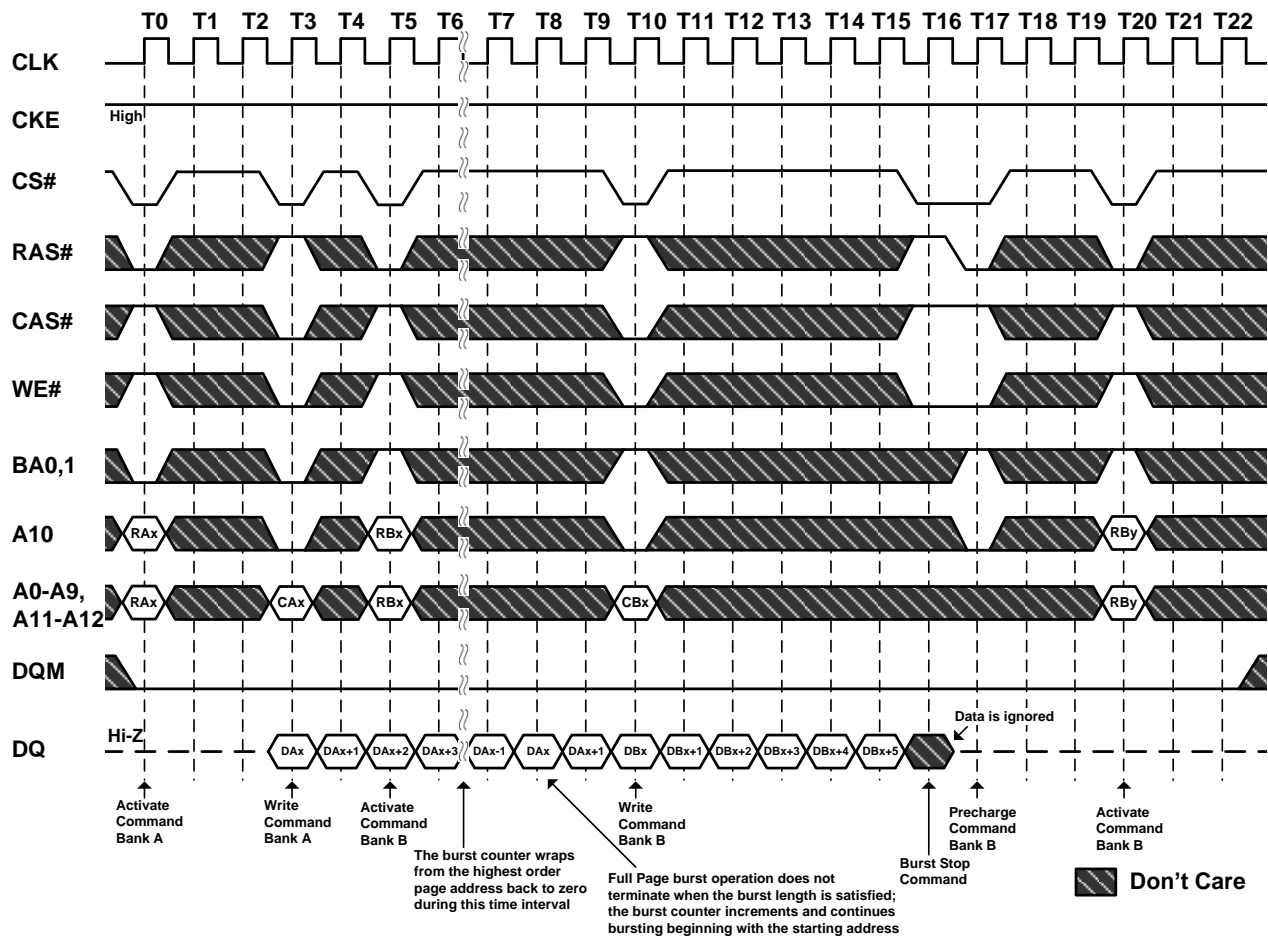 T0 T1 T2 T3 T4 T5 T6 T7 T8 T9 T10 T11 T12 T13 T14 T15 T16 T17 T18 T19 T20 T21 T22
CLK
CKE High
CS#
RAS#
CAS#
WE#
BA0,1
A10 RAx RBx RBy
A0-A9,
A11-A12 RAx CAx RBx CBx RBy
DQM
Data is ignored
DQ Hi-Z DAx DAx+1 DAx+2 DAx+3 DAx-1 DAx DAx+1 DBx DBx+1 DBx+2 DBx+3 DBx+4 DBx+5
Activate
Command
Bank A
Write
Command
Bank A
Activate
Command
Bank B
The burst counter wraps
from the highest order
page address back to zero
during this time interval
Write
Command
Bank B
Full Page burst operation does not
terminate when the burst length is satisfied;
the burst counter increments and continues
bursting beginning with the starting address
Burst Stop
Command
Precharge
Command
Bank B
Activate
Command
Bank B
Don't Care